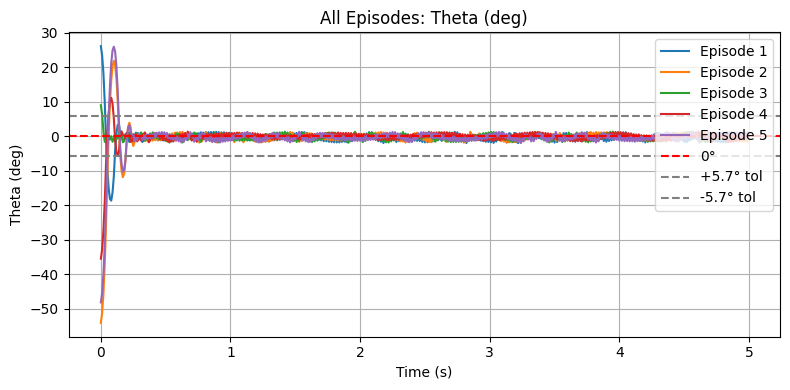 All Episodes: Theta (deg)
Theta (deg)
30
20
10
0
−10
−20
−30
−40
−50
0
1
2
3
4
5
Time (s)
Episode 1
Episode 2
Episode 3
Episode 4
Episode 5
0°
+5.7° tol
-5.7° tol